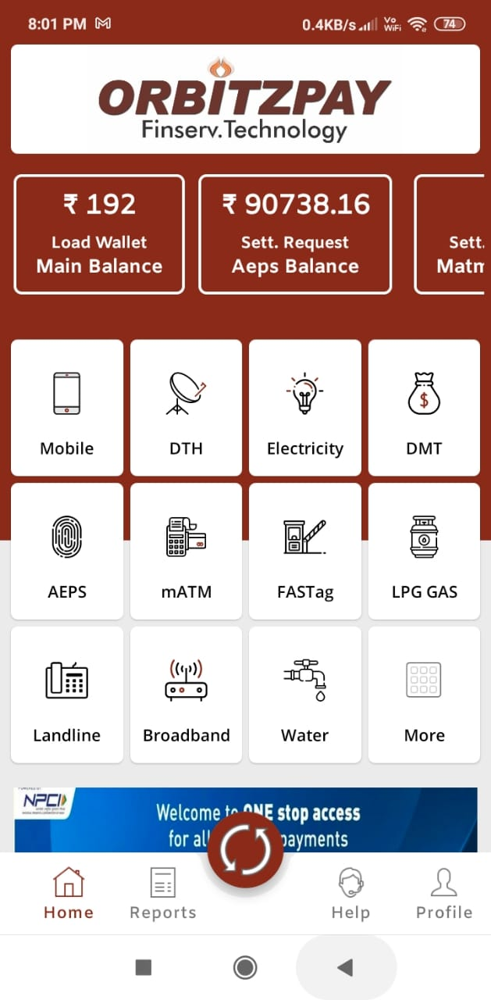 8:01 PM
0.4KB/s
Vo
WiFi
74
ORBITZPAY
Finserv.Technology
₹ 192
Load Wallet
Main Balance
₹ 90738.16
Sett. Request
Aeps Balance
Sett.
Matm
Mobile
DTH
Electricity
DMT
AEPS
mATM
FASTag
LPG GAS
Landline
Broadband
Water
More
NPCI
Welcome to ONE stop access
for all payments
Home
Reports
Help
Profile